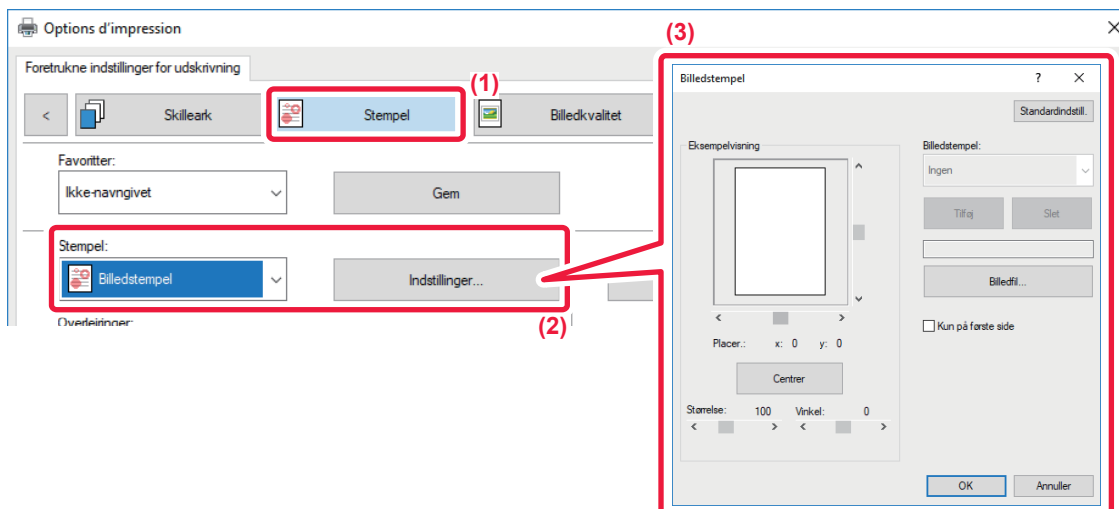 Options d'impression
(3)
Foretrukne indstillinger for udskrivning
(1)
< Skilleark Stempel Billedkvalitet
Favoritter:
Ikke-navngivet Gem
Stempel:
Billedstempel Indstillinger...
(2)
Overlejringer:
Billedstempel ? X
Standardindstill.
Eksempelvisning
Placer.: x: 0 y: 0
Centrer
Størrelse: 100 Vinkel: 0
Billedstempel:
Ingen
Tilføj Slet
Billedfil...
Kun på første side
OK Annuller